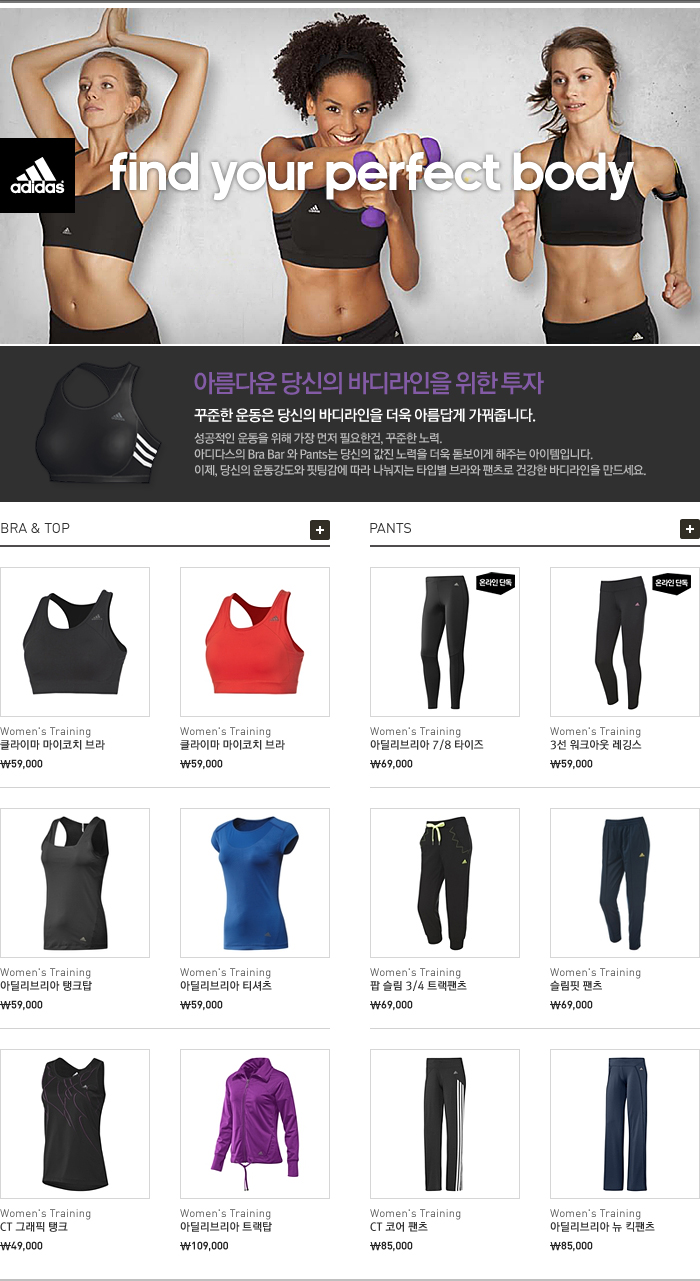 find your perfect body
adidas
아름다운 당신의 바디라인을 위한 투자
꾸준한 운동은 당신의 바디라인을 더욱 아름답게 가꿔줍니다.
성공적인 운동을 위해 가장 먼저 필요한건, 꾸준한 노력.
아디다스의 Bra Bar 와 Pants는 당신의 값진 노력을 더욱 돋보이게 해주는 아이템입니다.
이제, 당신의 운동강도와 핏팅감에 따라 나눠지는 타입별 브라와 팬츠로 건강한 바디라인을 만드세요.
BRA & TOP
+
PANTS
+
온라인 단독
온라인 단독
Women's Training
클라이마 마이코치 브라
₩59,000
Women's Training
클라이마 마이코치 브라
₩59,000
Women's Training
아딜리브리아 7/8 타이즈
₩69,000
Women's Training
3선 워크아웃 레깅스
₩59,000
Women's Training
아딜리브리아 탱크탑
₩59,000
Women's Training
아딜리브리아 티셔츠
₩59,000
Women's Training
팝 슬림 3/4 트랙팬츠
₩69,000
Women's Training
슬림핏 팬츠
₩69,000
Women's Training
CT 그래픽 탱크
₩49,000
Women's Training
아딜리브리아 트랙탑
₩109,000
Women's Training
CT 코어 팬츠
₩85,000
Women's Training
아딜리브리아 뉴 킥팬츠
₩85,000